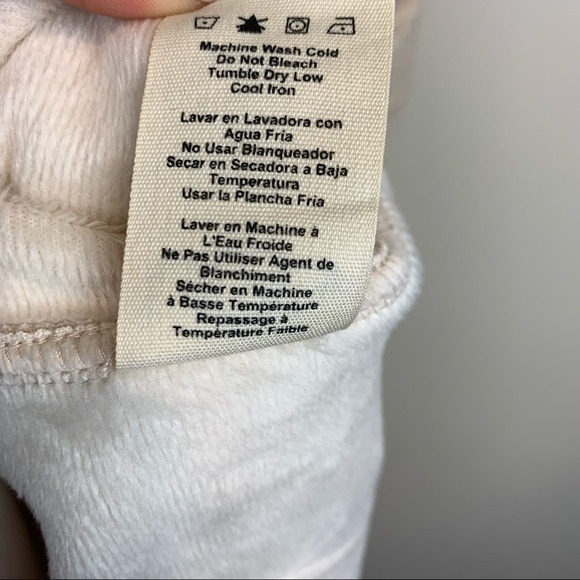 Machine Wash Cold
Do Not Bleach
Tumble Dry Low
Cool Iron
Lavar en Lavadora con
Agua Fria
No Usar Blanqueador
Secar en Secadora a Baja
Temperatura
Usar la Plancha Fria
Laver en Machine à
L'Eau Froide
Ne Pas Utiliser Agent de
Blanchiment
Sécher en Machine
à Basse Température
Repassage à
Température Faible